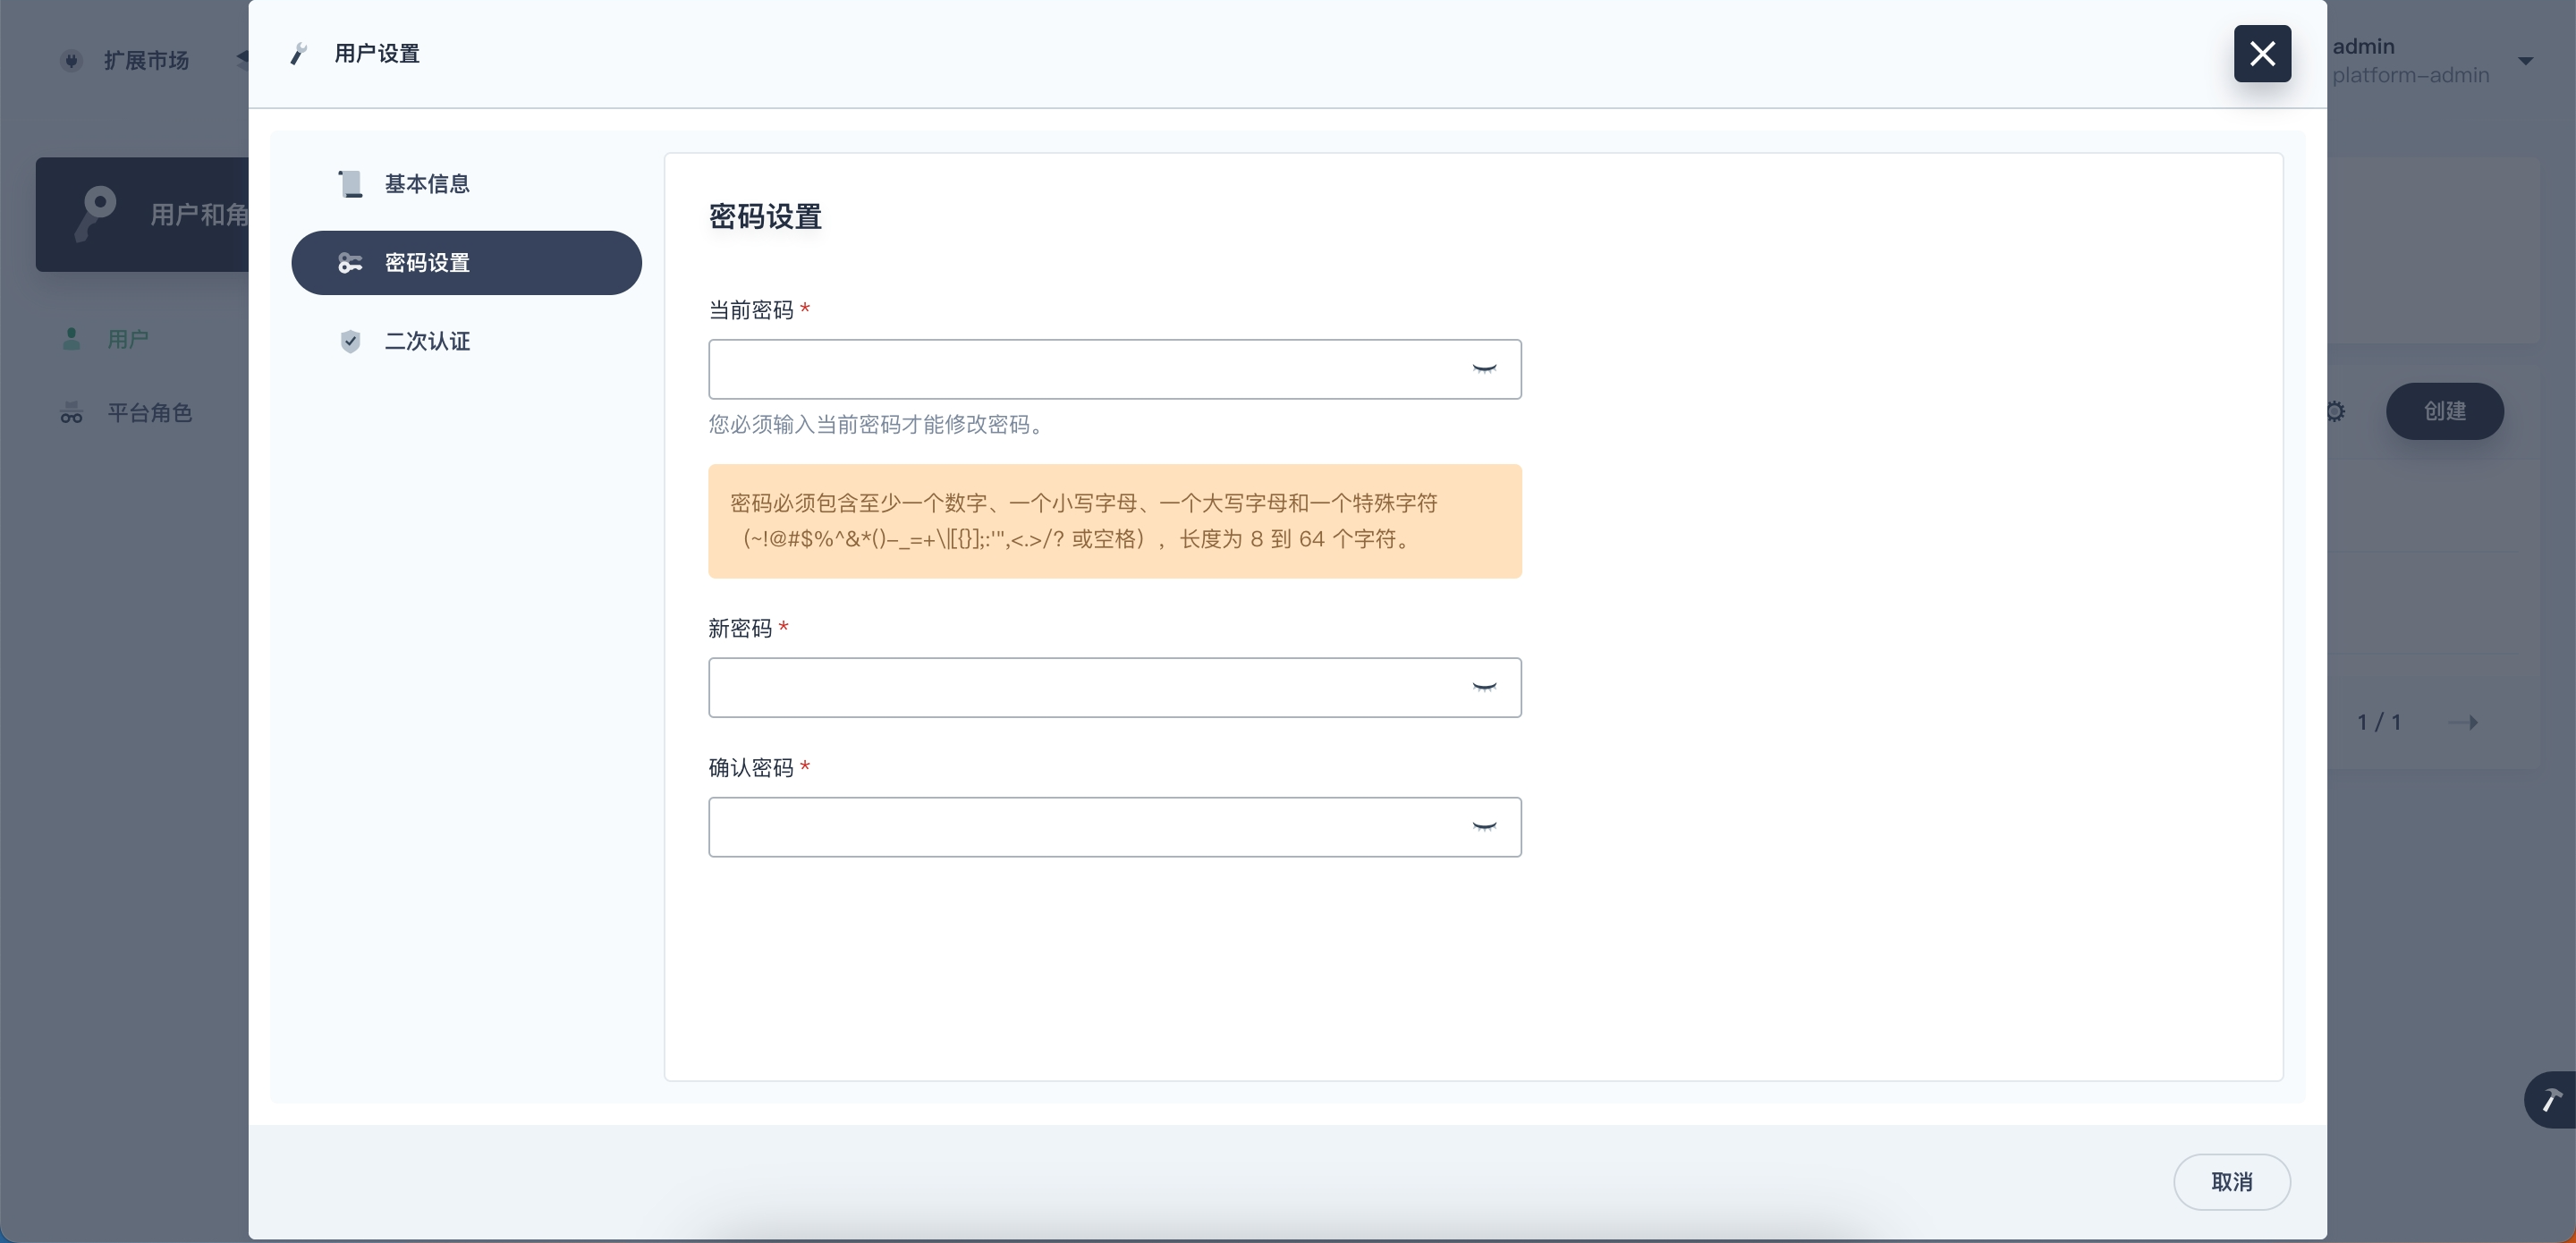 扩展市场
用户设置
admin
platform-admin
用户和角
用户
平台角色
基本信息
密码设置
二次认证
密码设置
当前密码 *
您必须输入当前密码才能修改密码。
密码必须包含至少一个数字、一个小写字母、一个大写字母和一个特殊字符
（~!@#$%^&*()-_=+\|[{}];:'",<.>/? 或空格），长度为 8 到 64 个字符。
新密码 *
确认密码 *
创建
1 / 1
取消